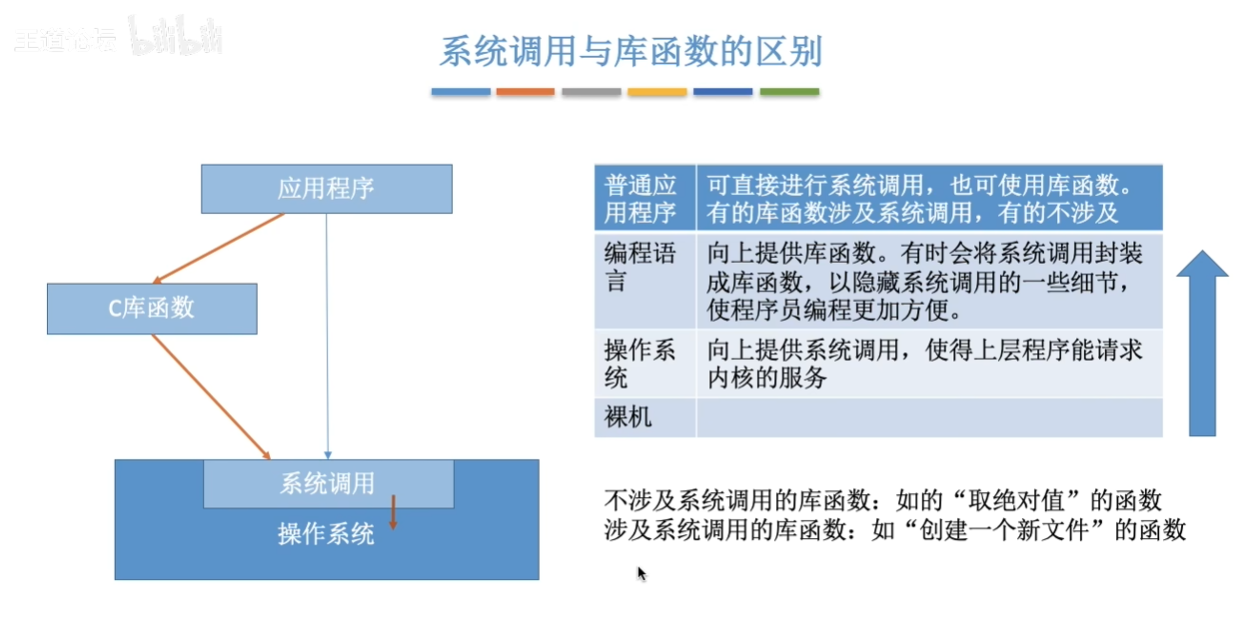 王道论坛 bilibili
系统调用与库函数的区别
应用程序
C库函数
系统调用
操作系统
普通应
用程序
可直接进行系统调用，也可使用库函数。
有的库函数涉及系统调用，有的不涉及
编程语
言
向上提供库函数。有时会将系统调用封装
成库函数，以隐藏系统调用的一些细节，
使程序员编程更加方便。
操作系
统
向上提供系统调用，使得上层程序能请求
内核的服务
裸机
不涉及系统调用的库函数：如的“取绝对值”的函数
涉及系统调用的库函数：如“创建一个新文件”的函数